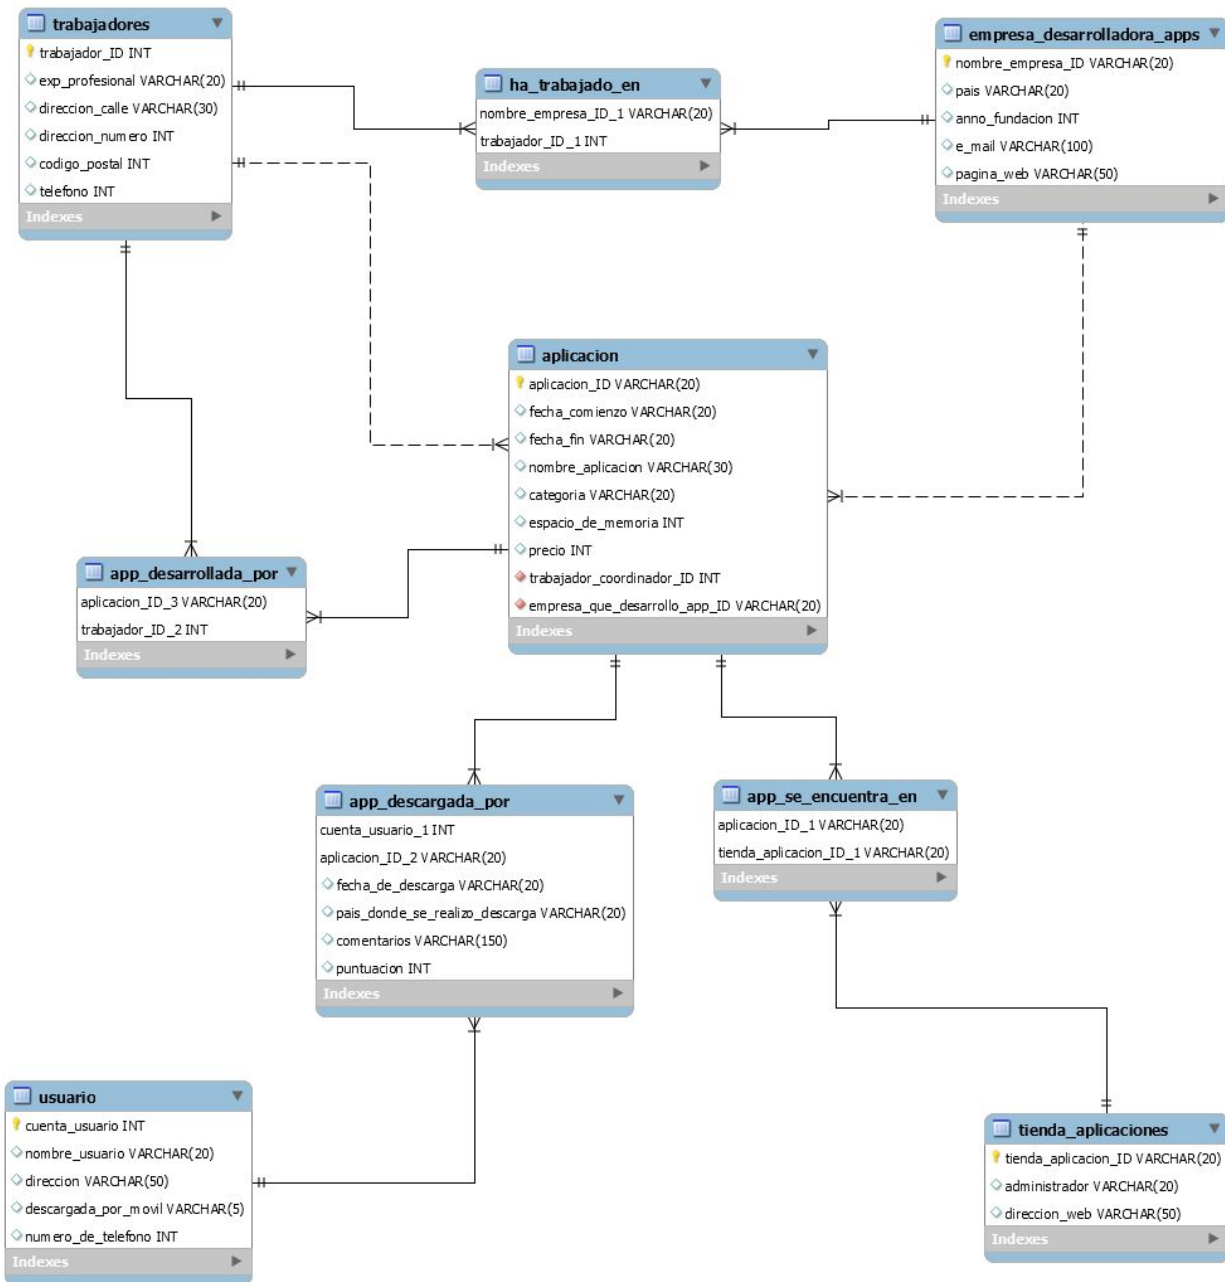 trabajadores
trabajador_ID INT
exp_profesional VARCHAR(20)
direccion_calle VARCHAR(30)
direccion_numero INT
codigo_postal INT
telefono INT
Indexes
ha_trabajado_en
nombre_empresa_ID_1 VARCHAR(20)
trabajador_ID_1 INT
Indexes
empresa_desarrolladora_apps
nombre_empresa_ID VARCHAR(20)
pais VARCHAR(20)
anno_fundacion INT
e_mail VARCHAR(100)
pagina_web VARCHAR(50)
Indexes
aplicacion
aplicacion_ID VARCHAR(20)
fecha_comienzo VARCHAR(20)
fecha_fin VARCHAR(20)
nombre_aplicacion VARCHAR(30)
categoria VARCHAR(20)
espacio_de_memoria INT
precio INT
trabajador_coordinador_ID INT
empresa_que_desarrollo_app_ID VARCHAR(20)
Indexes
app_desarrollada_por
aplicacion_ID_3 VARCHAR(20)
trabajador_ID_2 INT
Indexes
app_descargada_por
cuenta_usuario_1 INT
aplicacion_ID_2 VARCHAR(20)
fecha_de_descarga VARCHAR(20)
pais_donde_se_realizo_descarga VARCHAR(20)
comentarios VARCHAR(150)
puntuacion INT
Indexes
app_se_encuentra_en
aplicacion_ID_1 VARCHAR(20)
tienda_aplicacion_ID_1 VARCHAR(20)
Indexes
usuario
cuenta_usuario INT
nombre_usuario VARCHAR(20)
direccion VARCHAR(50)
descargada_por_movil VARCHAR(5)
numero_de_telefono INT
Indexes
tienda_aplicaciones
tienda_aplicacion_ID VARCHAR(20)
administrador VARCHAR(20)
direccion_web VARCHAR(50)
Indexes